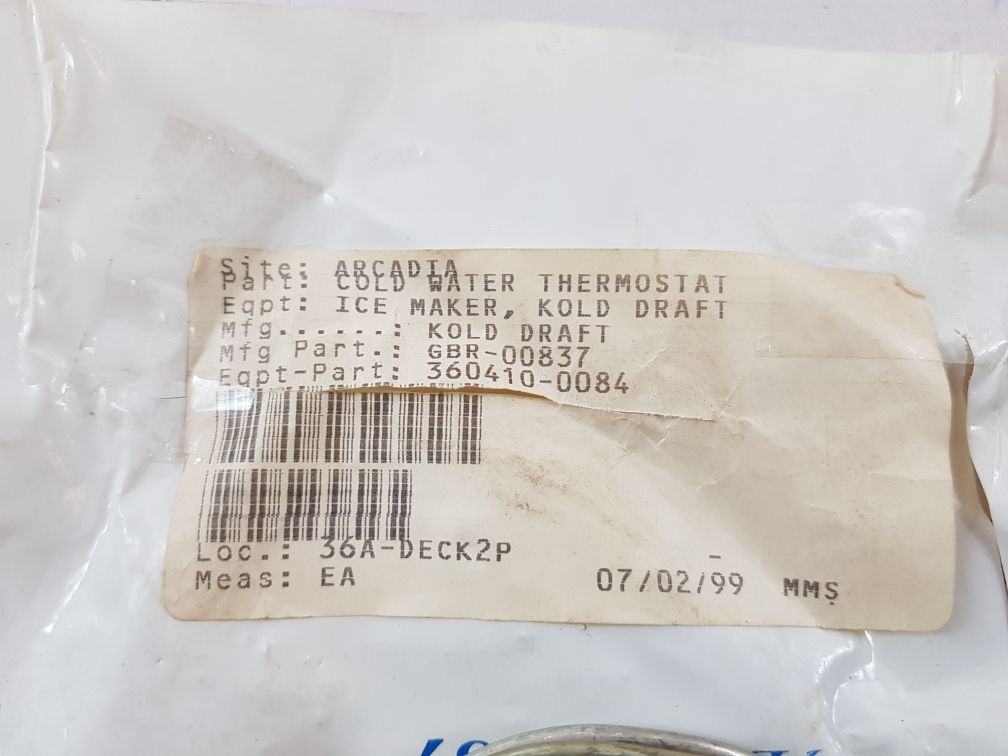 Site: ARCADIA
Part: COLD WATER THERMOSTAT
Eqpt: ICE MAKER, KOLD DRAFT
Mfg......: KOLD DRAFT
Mfg Part.: GBR-00837
Eqpt-Part: 360410-0084
Loc.: 36A-DECK2P
Meas: EA 07/02/99 MMS